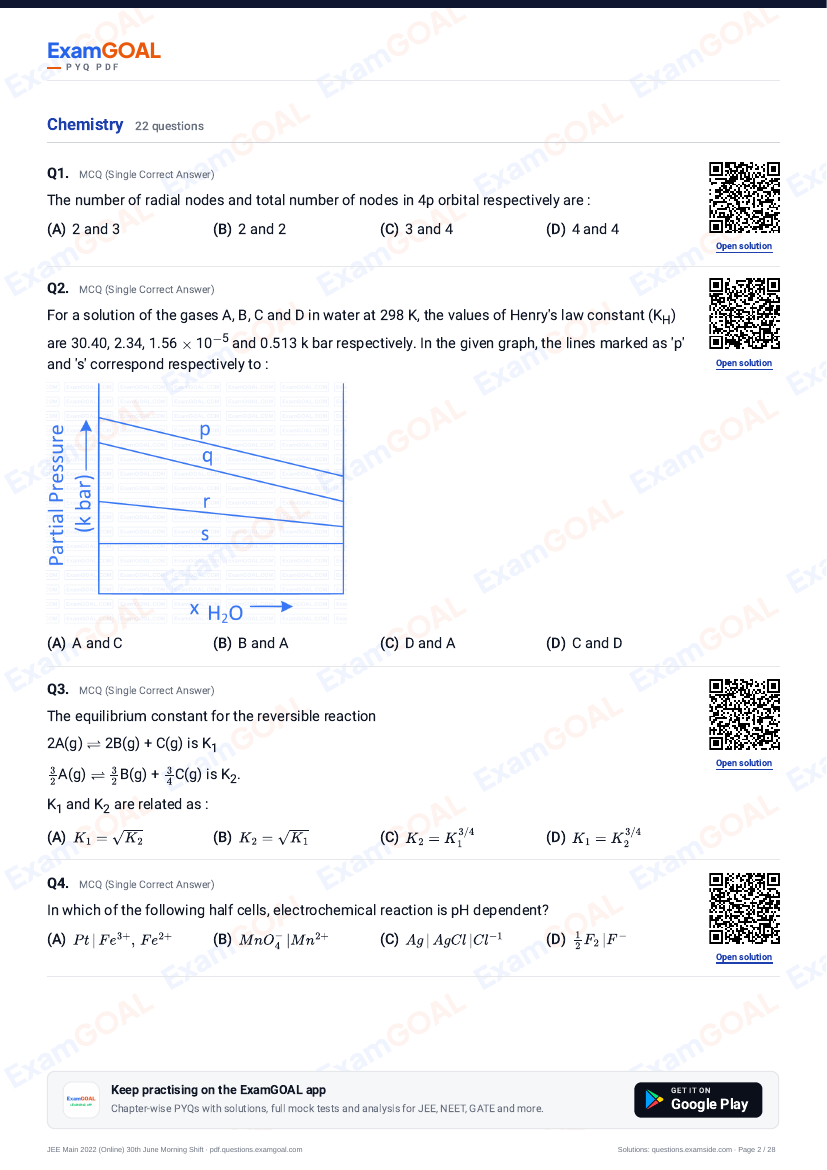 ExamGOAL
PYQ PDF
Chemistry 22 questions
Q1. MCQ (Single Correct Answer)
The number of radial nodes and total number of nodes in 4p orbital respectively are :
(A) 2 and 3 (B) 2 and 2 (C) 3 and 4 (D) 4 and 4
Open solution
Q2. MCQ (Single Correct Answer)
For a solution of the gases A, B, C and D in water at 298 K, the values of Henry's law constant (K_H)
are 30.40, 2.34, 1.56 × 10^{−5} and 0.513 k bar respectively. In the given graph, the lines marked as 'p'
and 's' correspond respectively to :
Open solution
Partial Pressure
(k bar)
p
q
r
s
x H₂O
(A) A and C (B) B and A (C) D and A (D) C and D
Q3. MCQ (Single Correct Answer)
The equilibrium constant for the reversible reaction
2A(g) ⇌ 2B(g) + C(g) is K₁
3/2 A(g) ⇌ 3/2 B(g) + 3/4 C(g) is K₂.
K₁ and K₂ are related as :
(A) K₁ = √K₂ (B) K₂ = √K₁ (C) K₂ = K₁^{3/4} (D) K₁ = K₂^{3/4}
Open solution
Q4. MCQ (Single Correct Answer)
In which of the following half cells, electrochemical reaction is pH dependent?
(A) Pt | Fe³⁺, Fe²⁺ (B) MnO₄⁻ | Mn²⁺ (C) Ag | AgCl | Cl⁻¹ (D) 1/2 F₂ | F⁻
Open solution
Keep practising on the ExamGOAL app
Chapter-wise PYQs with solutions, full mock tests and analysis for JEE, NEET, GATE and more.
GET IT ON
Google Play
JEE Main 2022 (Online) 30th June Morning Shift · pdf.questions.examgoal.com
Solutions: questions.examside.com · Page 2 / 28